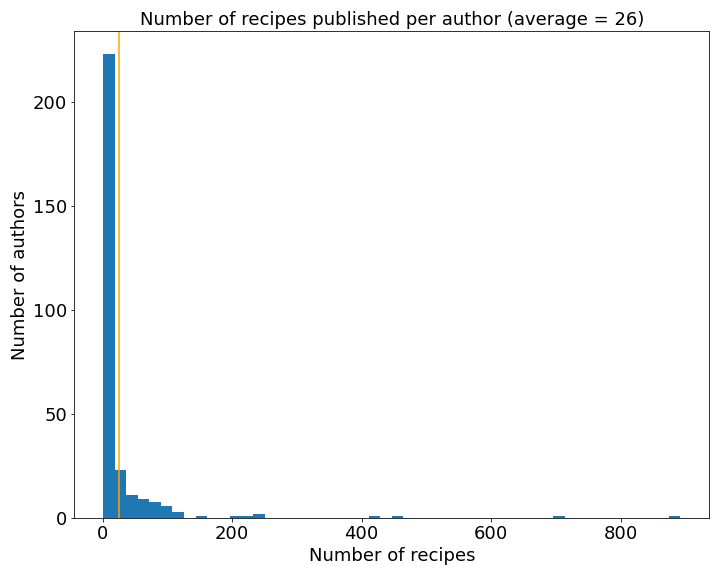 Number of recipes published per author (average = 26)
Number of authors
200
150
100
50
0
0 200 400 600 800
Number of recipes